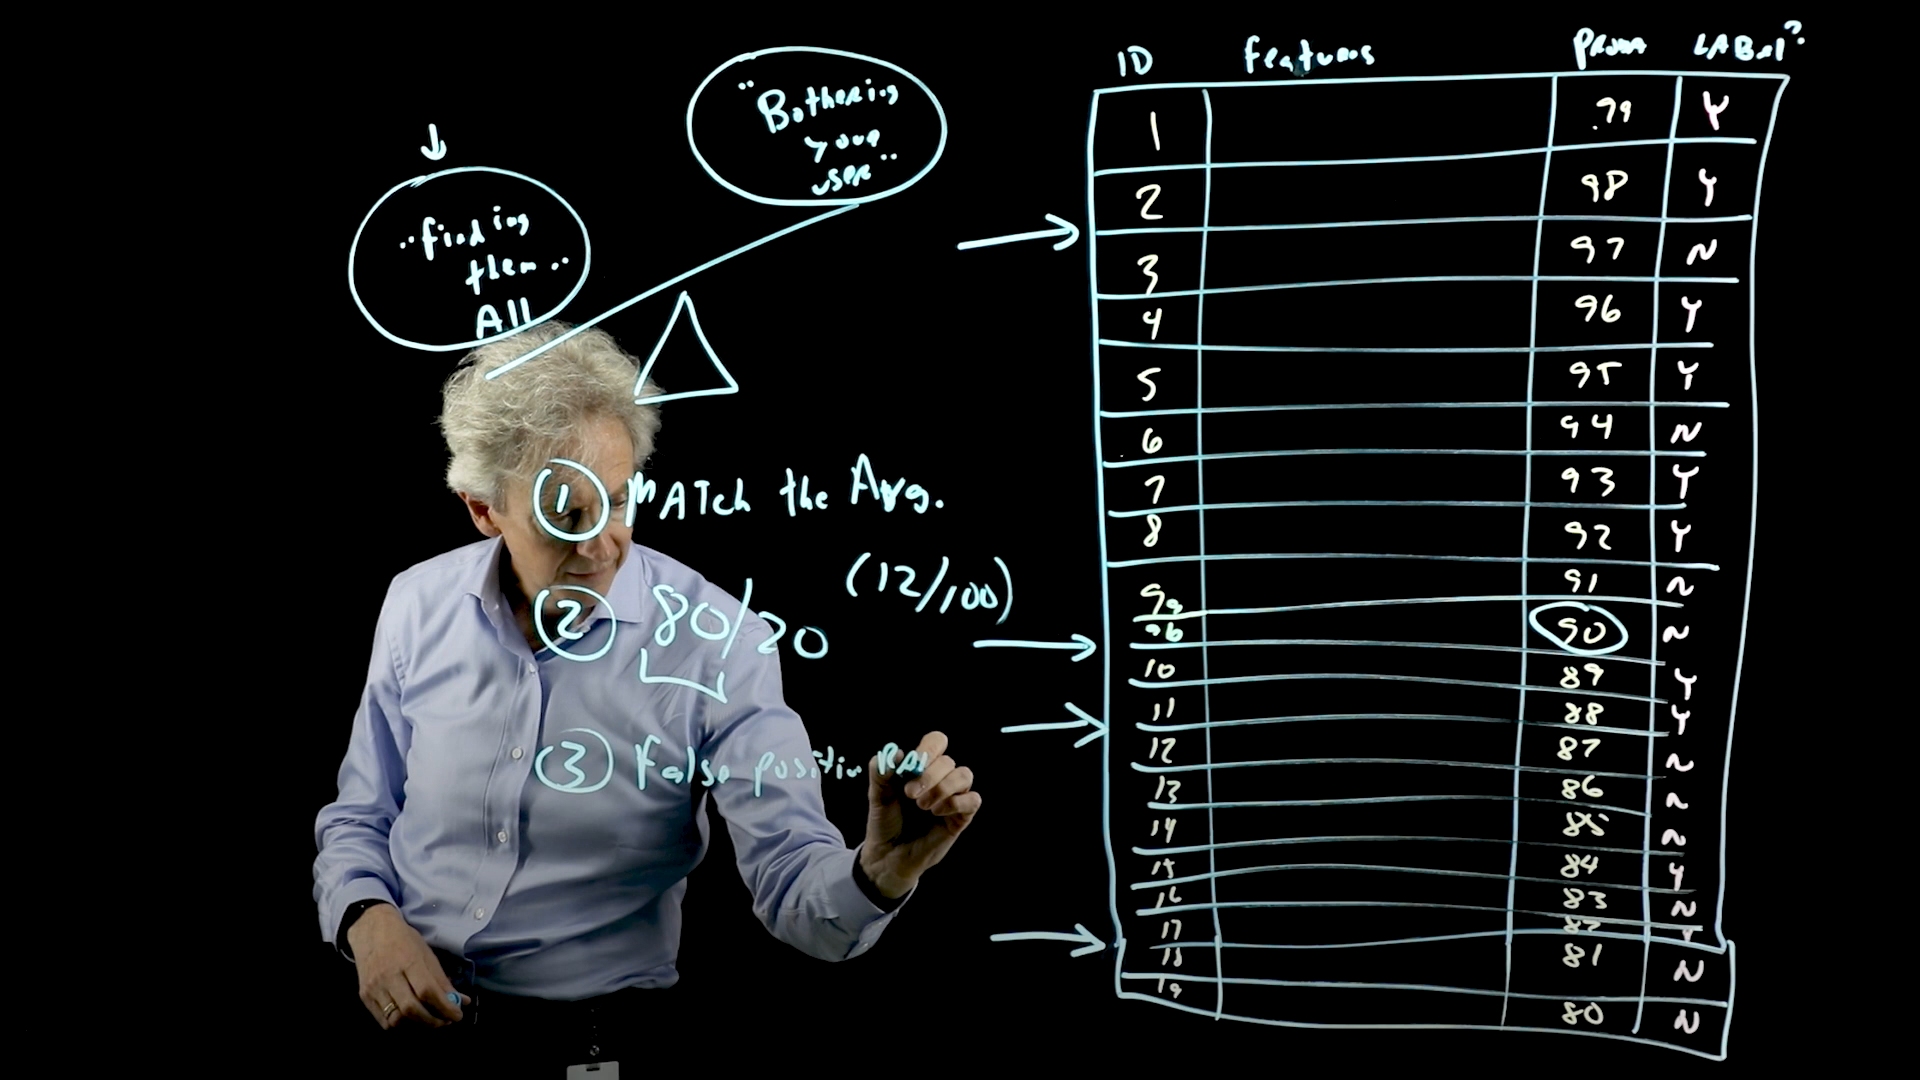 "Bothering
your
user"
"finding
them"
All
① Match the Avg.
(12/100)
② 80/20
③ False positive
ID Features LABel?
1 .99 Y
2 98 Y
3 97 N
4 96 Y
5 95 Y
6 94 N
7 93 Y
8 92 Y
9a 91 N
9b 90 N
10 89 Y
11 88 Y
12 87 N
13 86 N
14 85 N
15 84 Y
16 83 N
17 82 Y
18 81 N
19 80 N